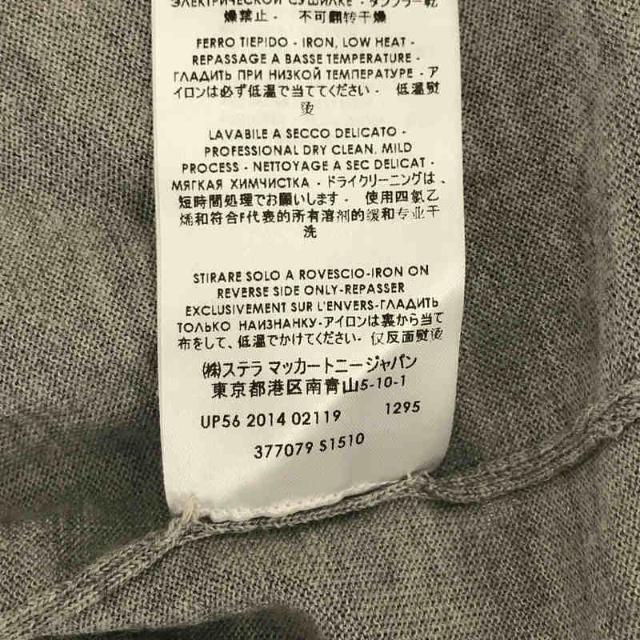 ЭЛЕКТРИЧЕСКОЙ СУШИЛКЕ - タンブラー乾
燥禁止 - 不可翻转干燥
FERRO TIEPIDO - IRON, LOW HEAT -
REPASSAGE A BASSE TEMPERATURE -
ГЛАДИТЬ ПРИ НИЗКОЙ ТЕМПЕРАТУРЕ - ア
イロンは必ず低温で当ててください - 低温熨
烫
LAVABILE A SECCO DELICATO -
PROFESSIONAL DRY CLEAN, MILD
PROCESS - NETTOYAGE A SEC DELICAT -
МЯГКАЯ ХИМЧИСТКА - ドライクリーニングは、
短時間処理でお願いします - 使用四氯乙
烯和符合F代表的所有溶剂的缓和专业干
洗
STIRARE SOLO A ROVESCIO-IRON ON
REVERSE SIDE ONLY-REPASSER
EXCLUSIVEMENT SUR L'ENVERS-ГЛАДИТЬ
ТОЛЬКО НАИЗНАНКУ-アイロンは裏から当て
布をして、低温でかけてください- 仅反面熨烫
(株)ステラ マッカートニージャパン
東京都港区南青山5-10-1
UP56 2014 02119 1295
377079 S1510